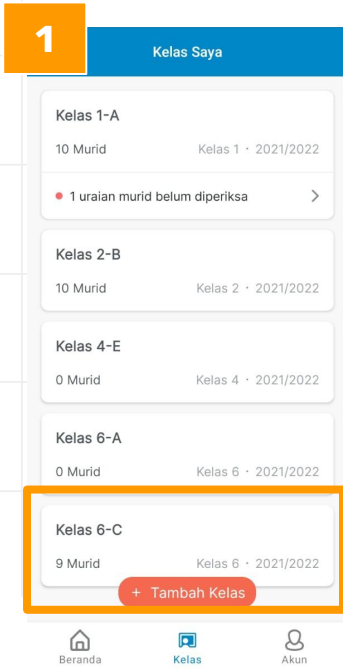 1
Kelas Saya
Kelas 1-A
10 Murid Kelas 1 · 2021/2022
1 uraian murid belum diperiksa
Kelas 2-B
10 Murid Kelas 2 · 2021/2022
Kelas 4-E
0 Murid Kelas 4 · 2021/2022
Kelas 6-A
0 Murid Kelas 6 · 2021/2022
Kelas 6-C
9 Murid Kelas 6 · 2021/2022
+ Tambah Kelas
Beranda Kelas Akun